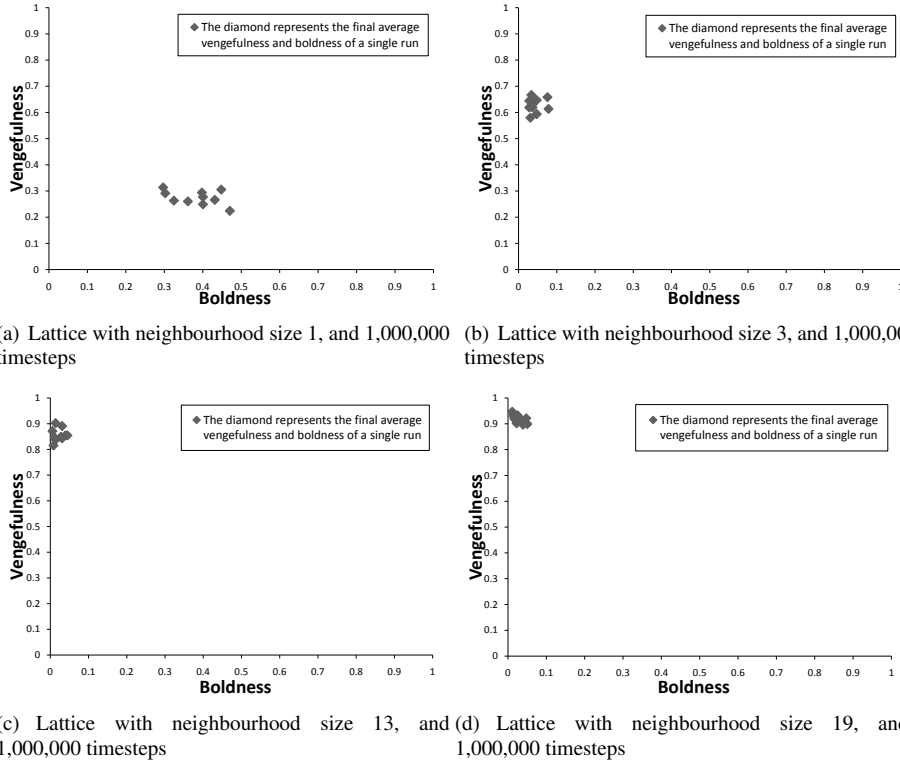 1
0.9
0.8
0.7
0.6
0.5
0.4
0.3
0.2
0.1
0
Vengefulness
The diamond represents the final average
vengefulness and boldness of a single run
0 0.1 0.2 0.3 0.4 0.5 0.6 0.7 0.8 0.9 1
Boldness
1
0.9
0.8
0.7
0.6
0.5
0.4
0.3
0.2
0.1
0
Vengefulness
The diamond represents the final average
vengefulness and boldness of a single run
0 0.1 0.2 0.3 0.4 0.5 0.6 0.7 0.8 0.9 1
Boldness
(a) Lattice with neighbourhood size 1, and 1,000,000
timesteps
(b) Lattice with neighbourhood size 3, and 1,000,00
timesteps
1
0.9
0.8
0.7
0.6
0.5
0.4
0.3
0.2
0.1
0
Vengefulness
The diamond represents the final average
vengefulness and boldness of a single run
0 0.1 0.2 0.3 0.4 0.5 0.6 0.7 0.8 0.9 1
Boldness
1
0.9
0.8
0.7
0.6
0.5
0.4
0.3
0.2
0.1
0
Vengefulness
The diamond represents the final average
vengefulness and boldness of a single run
0 0.1 0.2 0.3 0.4 0.5 0.6 0.7 0.8 0.9 1
Boldness
(c) Lattice with neighbourhood size 13, and
1,000,000 timesteps
(d) Lattice with neighbourhood size 19, and
1,000,000 timesteps